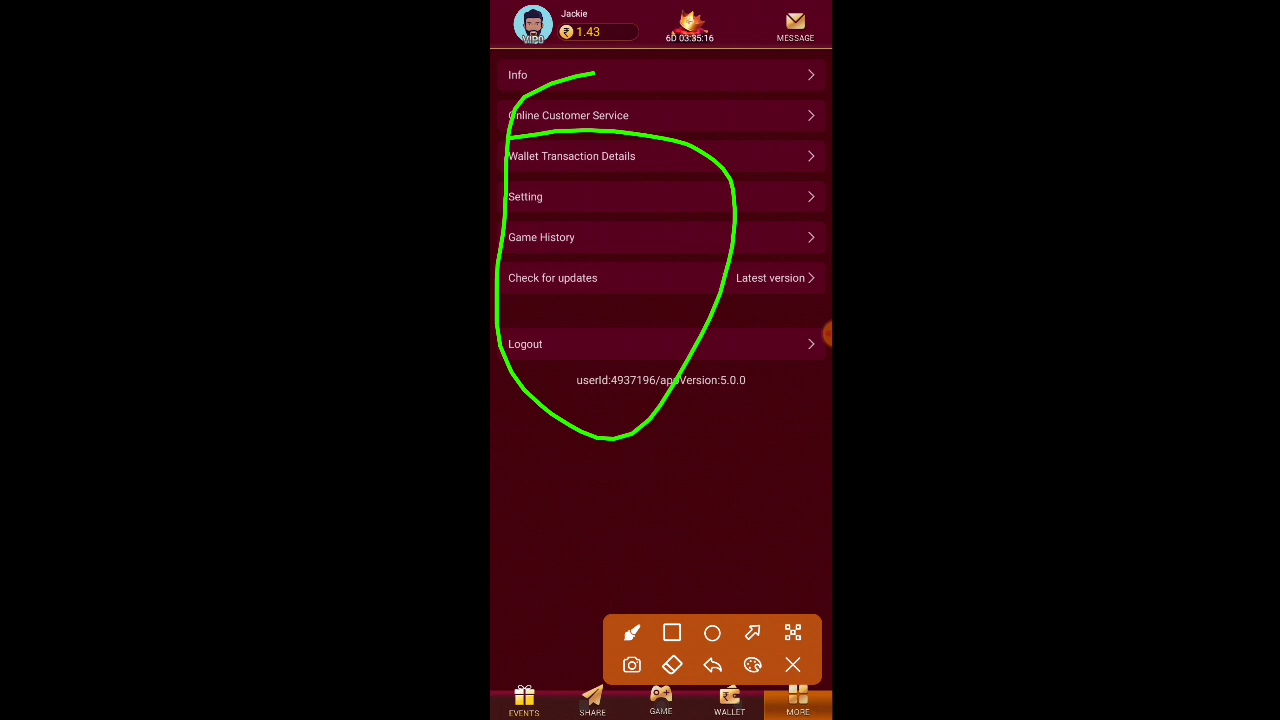 Jackie
1.43
VIP0
6D 03:35:16
MESSAGE
Info
Online Customer Service
Wallet Transaction Details
Setting
Game History
Check for updates
Latest version
Logout
userId:4937196/appVersion:5.0.0
EVENTS
SHARE
GAME
WALLET
MORE